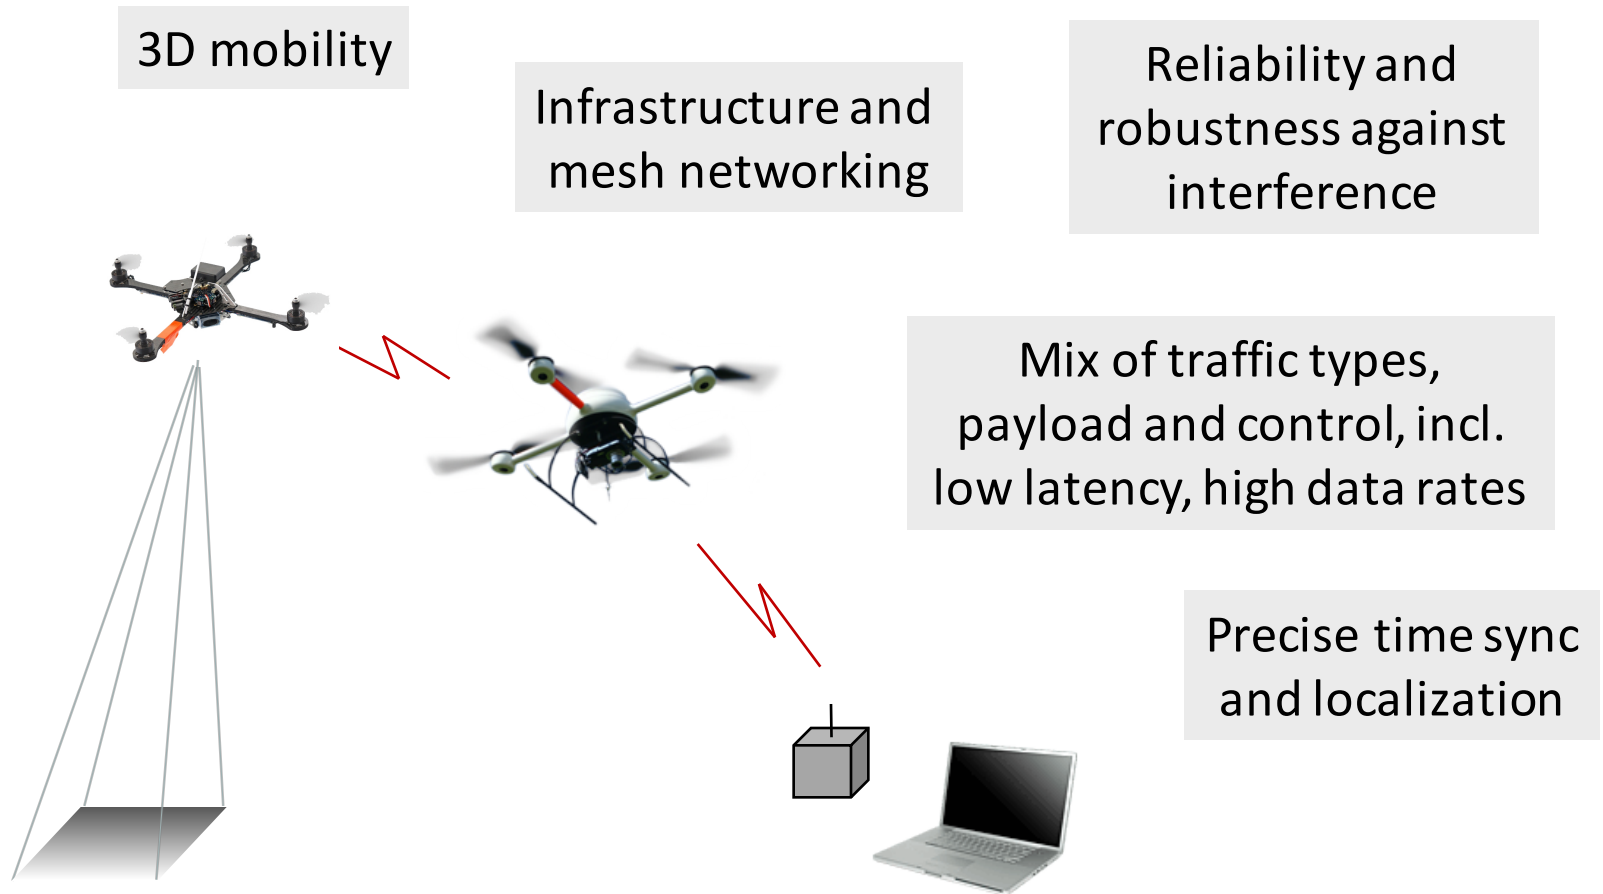 3D mobility
Infrastructure and
mesh networking
Reliability and
robustness against
interference
Mix of traffic types,
payload and control, incl.
low latency, high data rates
Precise time sync
and localization